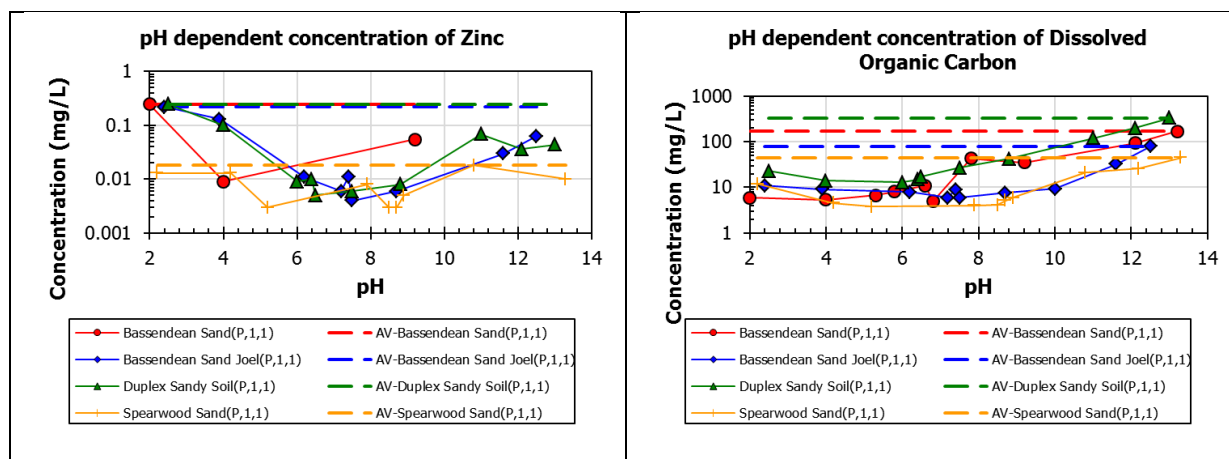 pH dependent concentration of Zinc
Concentration (mg/L)
1
0.1
0.01
0.001
2 4 6 8 10 12 14
pH
Bassendean Sand(P,1,1) AV-Bassendean Sand(P,1,1)
Bassendean Sand Joel(P,1,1) AV-Bassendean Sand Joel(P,1,1)
Duplex Sandy Soil(P,1,1) AV-Duplex Sandy Soil(P,1,1)
Spearwood Sand(P,1,1) AV-Spearwood Sand(P,1,1)
pH dependent concentration of Dissolved
Organic Carbon
Concentration (mg/L)
1000
100
10
1
2 4 6 8 10 12 14
pH
Bassendean Sand(P,1,1) AV-Bassendean Sand(P,1,1)
Bassendean Sand Joel(P,1,1) AV-Bassendean Sand Joel(P,1,1)
Duplex Sandy Soil(P,1,1) AV-Duplex Sandy Soil(P,1,1)
Spearwood Sand(P,1,1) AV-Spearwood Sand(P,1,1)